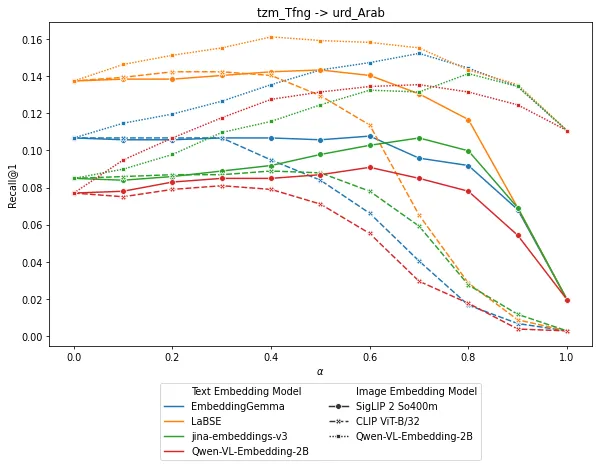 tzm_Tfng -> urd_Arab
Recall@1
0.16
0.14
0.12
0.10
0.08
0.06
0.04
0.02
0.00
0.0 0.2 0.4 0.6 0.8 1.0
α
Text Embedding Model Image Embedding Model
EmbeddingGemma SigLIP 2 So400m
LaBSE CLIP ViT-B/32
jina-embeddings-v3 Qwen-VL-Embedding-2B
Qwen-VL-Embedding-2B